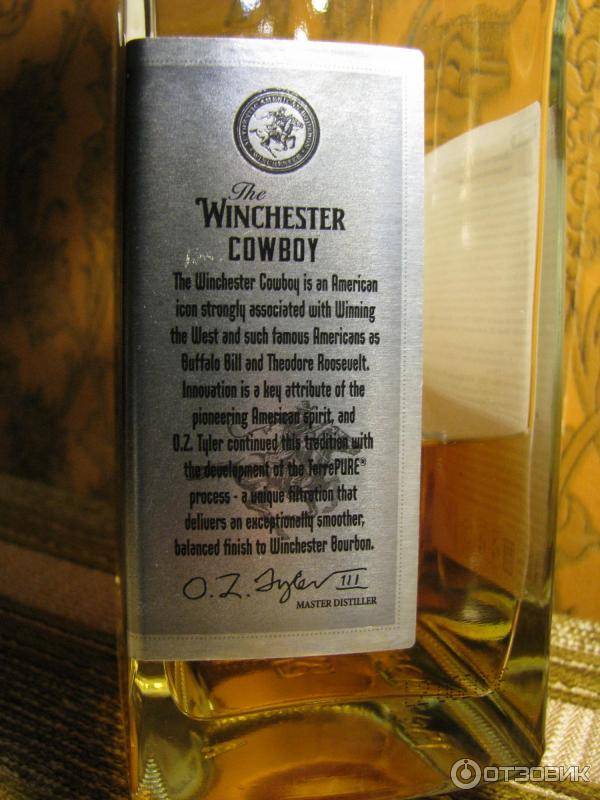 The
WINCHESTER
COWBOY
The Winchester Cowboy is an American
icon strongly associated with Winning
the West and such famous Americans as
Buffalo Bill and Theodore Roosevelt.
Innovation is a key attribute of the
pioneering American spirit, and
O.Z. Tyler continued this tradition with
the development of the TerrePURE®
process - a unique filtration that
delivers an exceptionally smoother,
balanced finish to Winchester Bourbon.
O.Z. Tyler III
MASTER DISTILLER
ОТЗОВИК